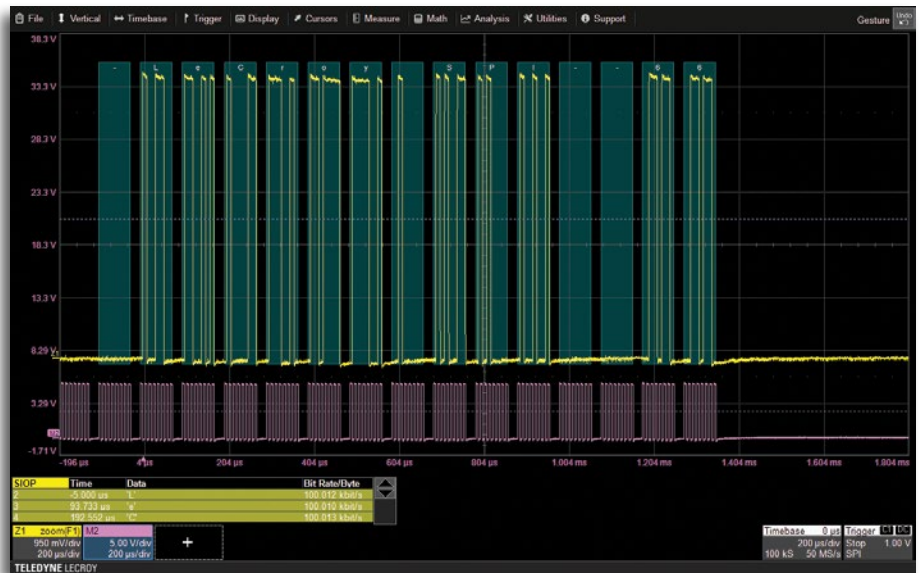 File Vertical Timebase Trigger Display Cursors Measure Math Analysis Utilities Support Gesture Undo
38.3 V
- L e C r o y S P I - - 6 6
33.3 V
28.3 V
23.3 V
18.3 V
13.3 V
8.29 V
3.29 V
M2
-1.71 V
-196 µs 4 µs 204 µs 404 µs 604 µs 804 µs 1.004 ms 1.204 ms 1.404 ms 1.604 ms 1.804 ms
SIOP Time Data Bit Rate/Byte
2 -5.000 µs 'L' 100.012 kbit/s
3 93.733 µs 'e' 100.010 kbit/s
4 192.552 µs 'C' 100.013 kbit/s
Z1 zoom(F1) M2
950 mV/div 5.00 V/div
200 µs/div 200 µs/div
+
Timebase 0 µs Trigger C1 DC
200 µs/div Stop 1.00 V
100 kS 50 MS/s SPI
TELEDYNE LECROY